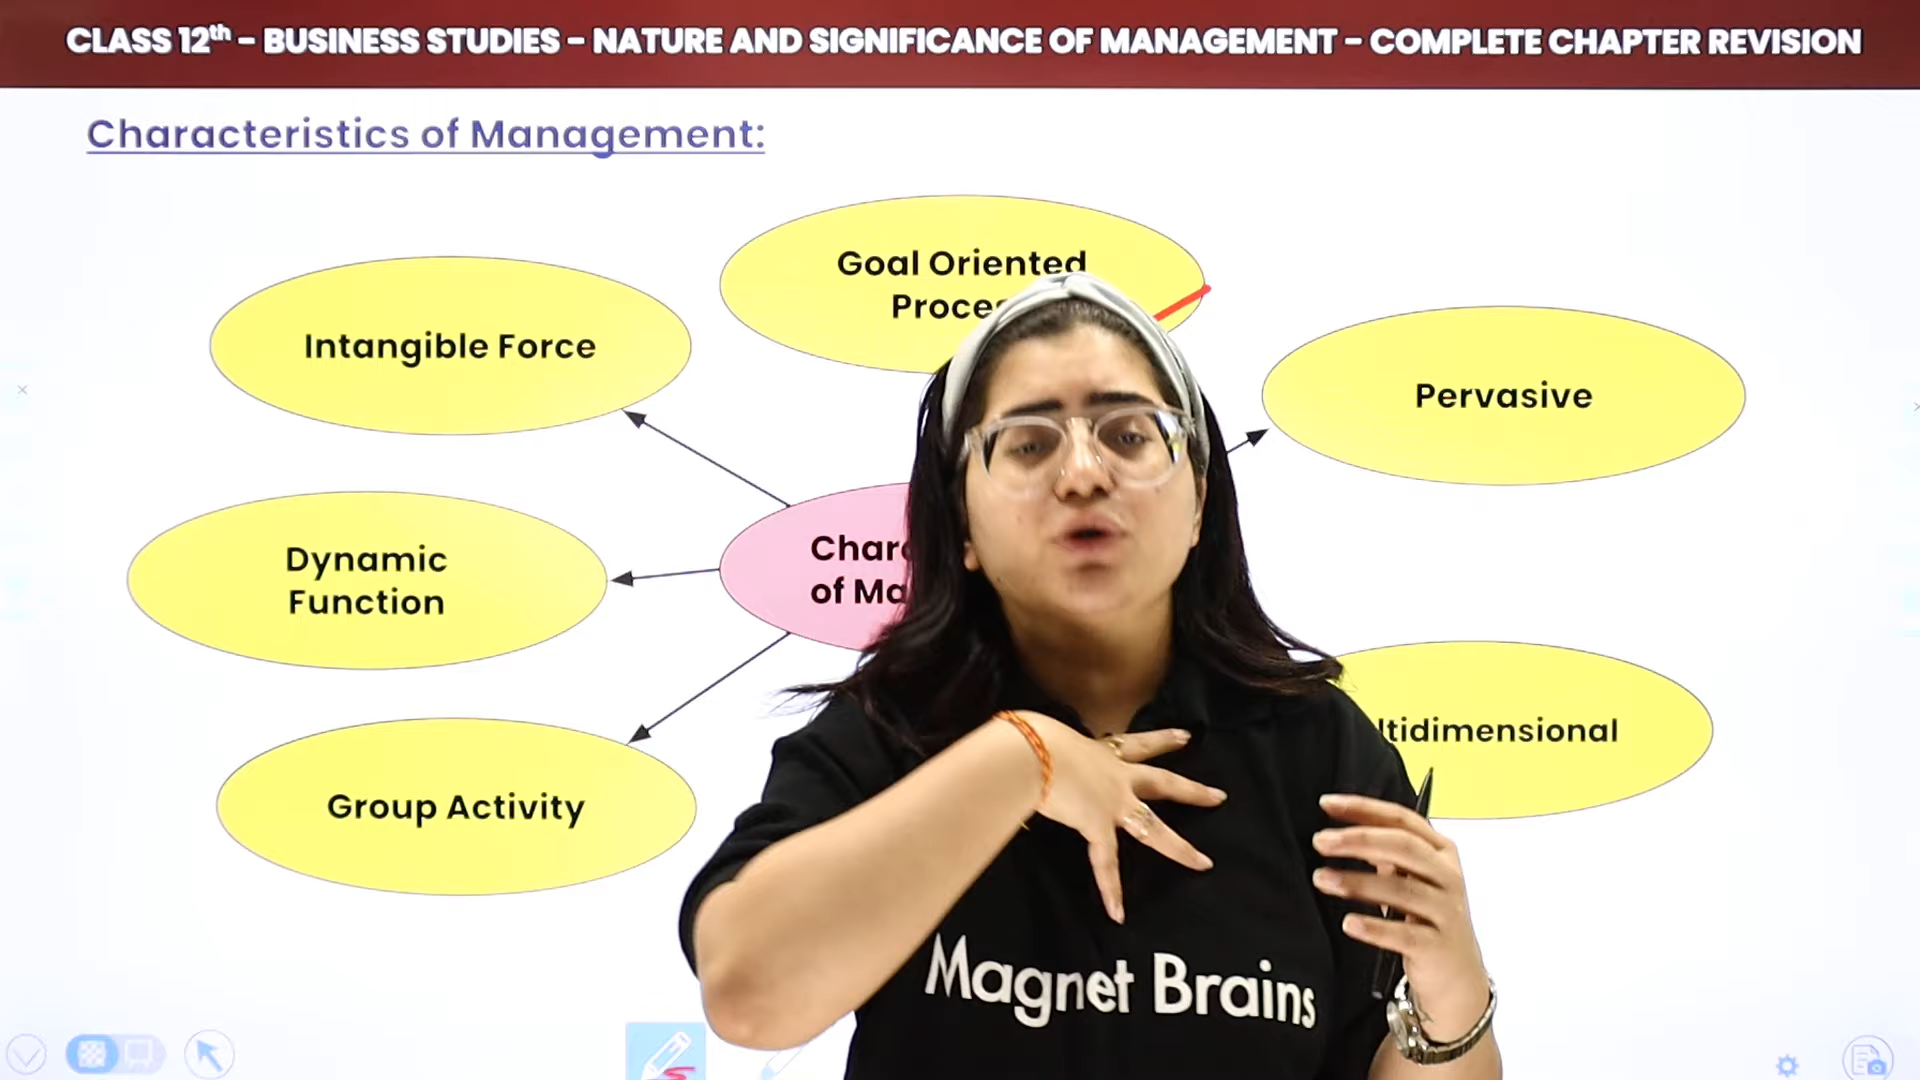 CLASS 12th - BUSINESS STUDIES - NATURE AND SIGNIFICANCE OF MANAGEMENT - COMPLETE CHAPTER REVISION
Characteristics of Management:
Goal Oriented
Intangible Force
Pervasive
Dynamic
Function
of
Group Activity
Magnet Brains